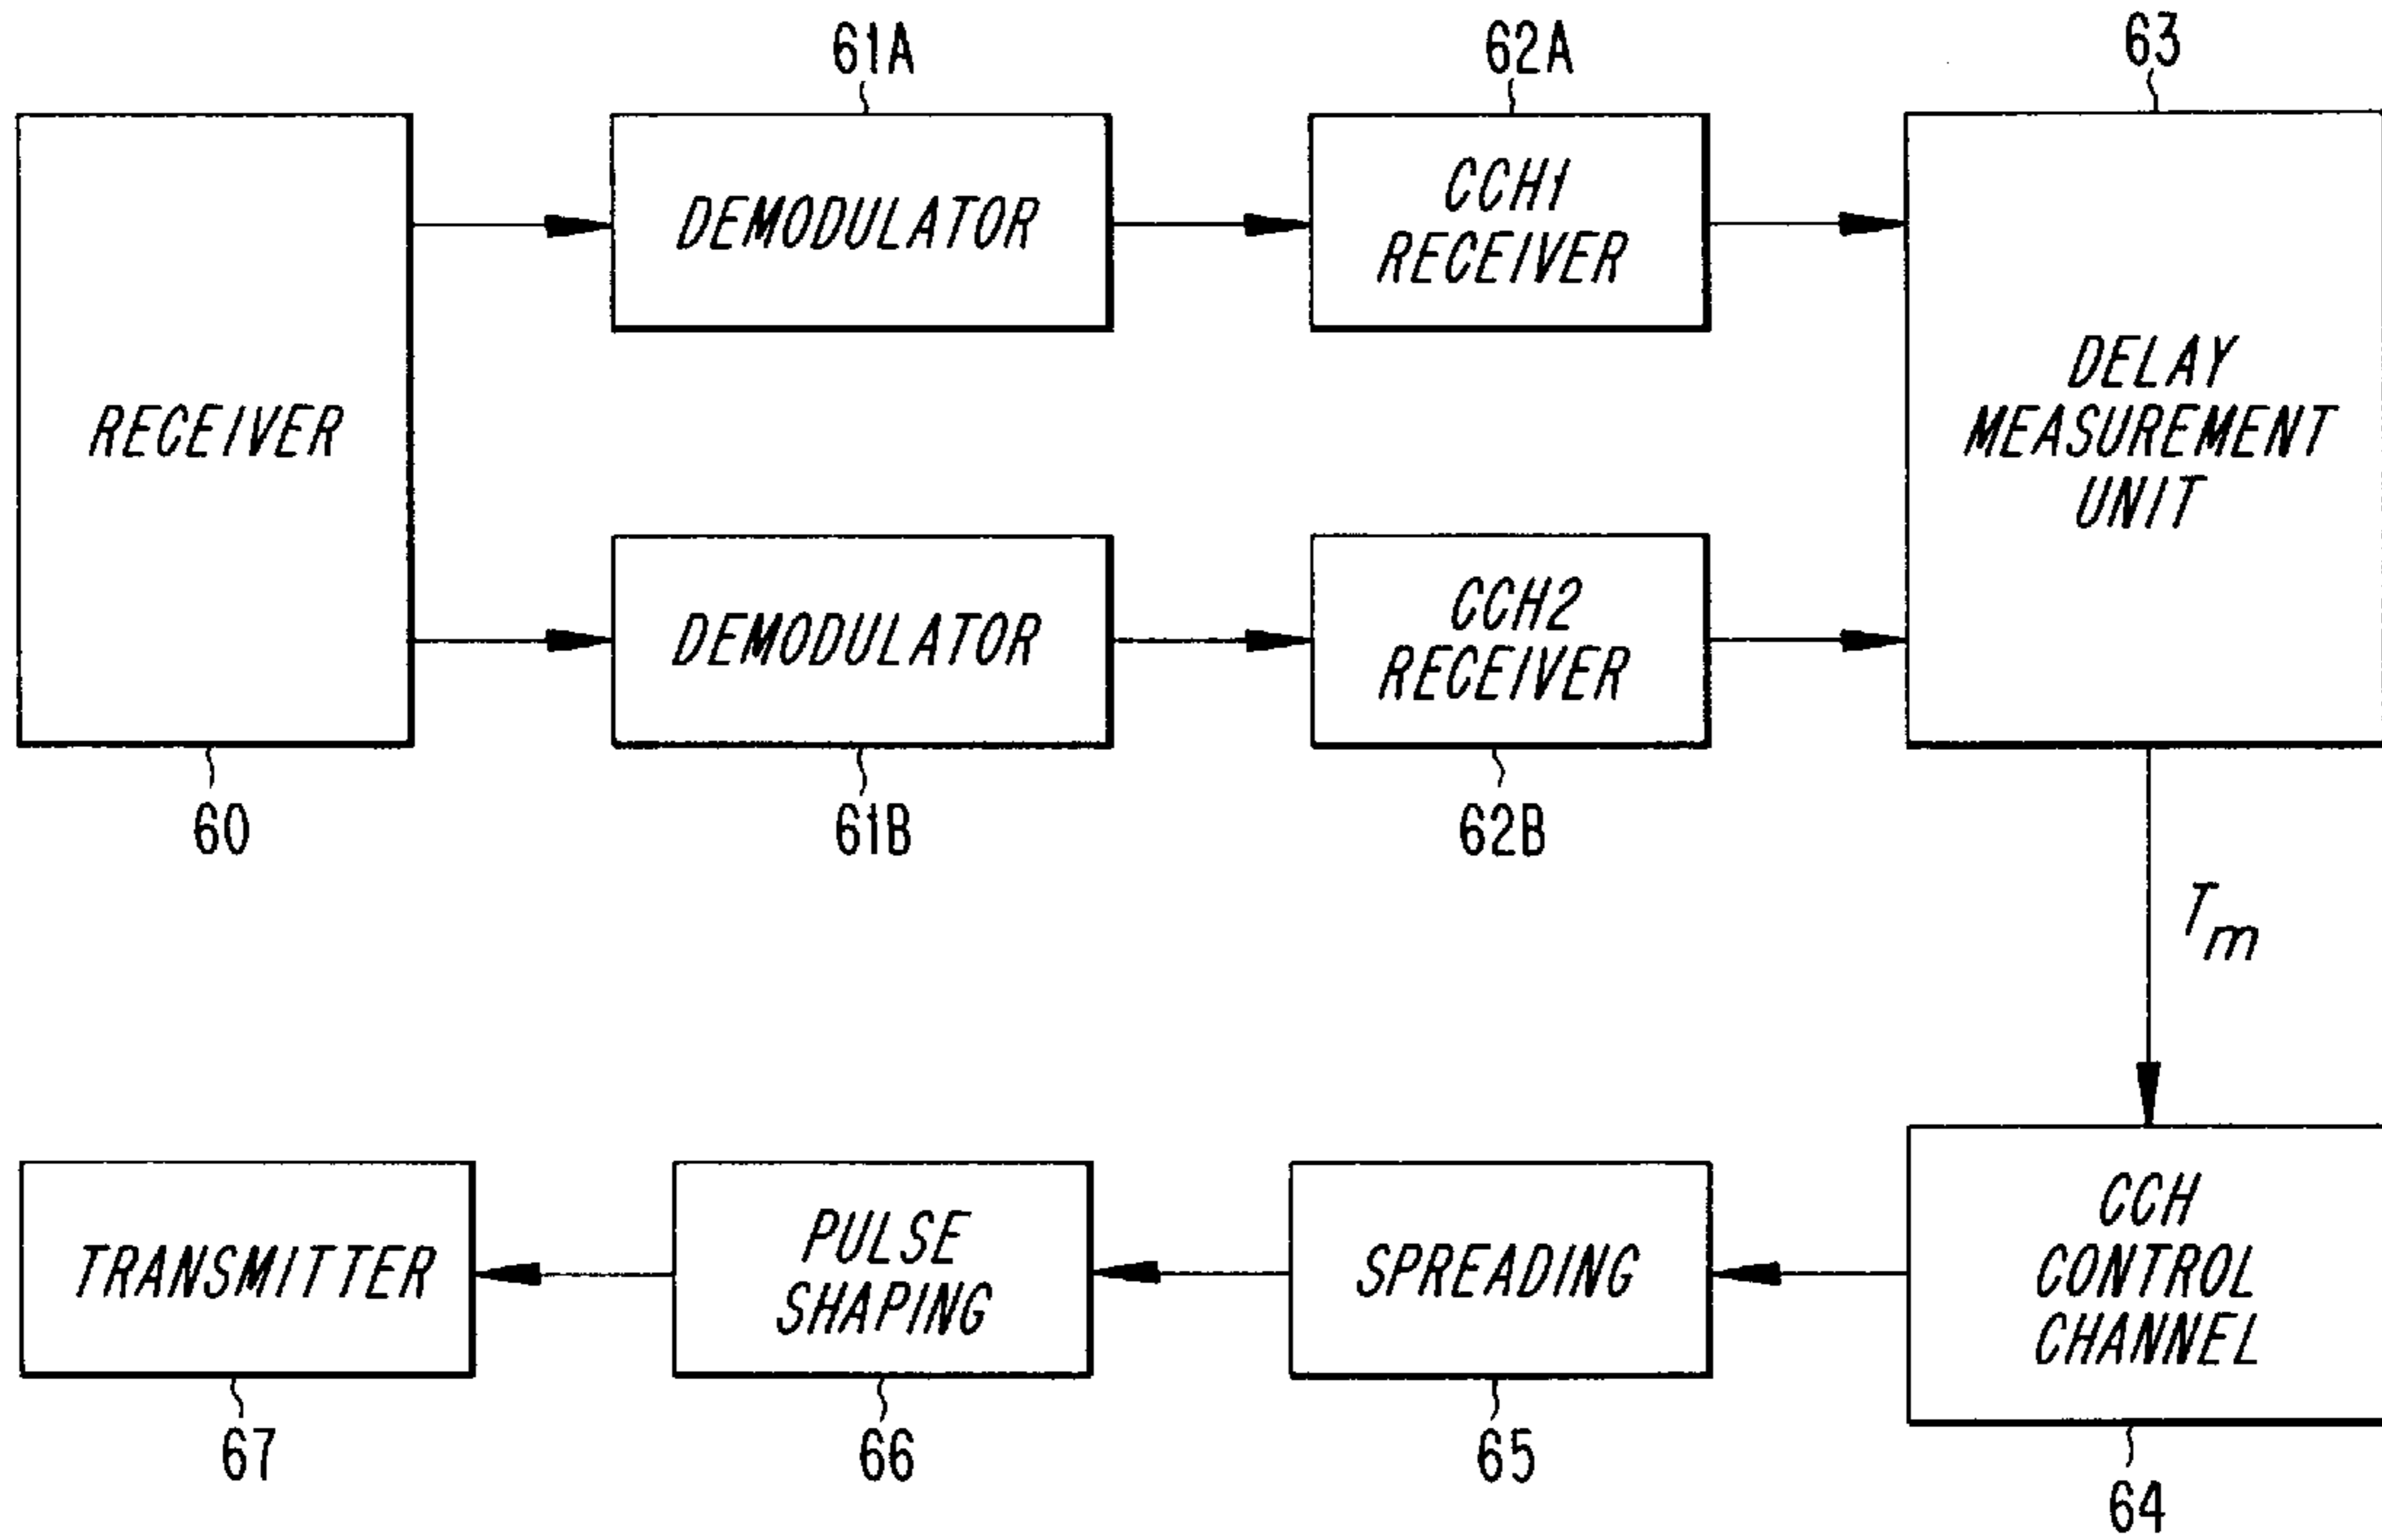 61A
62A
63
RECEIVER
DEMODULATOR
CCH1
RECEIVER
DELAY
MEASUREMENT
UNIT
DEMODULATOR
CCH2
RECEIVER
60
61B
62B
Tm
TRANSMITTER
PULSE
SHAPING
SPREADING
CCH
CONTROL
CHANNEL
67
66
65
64